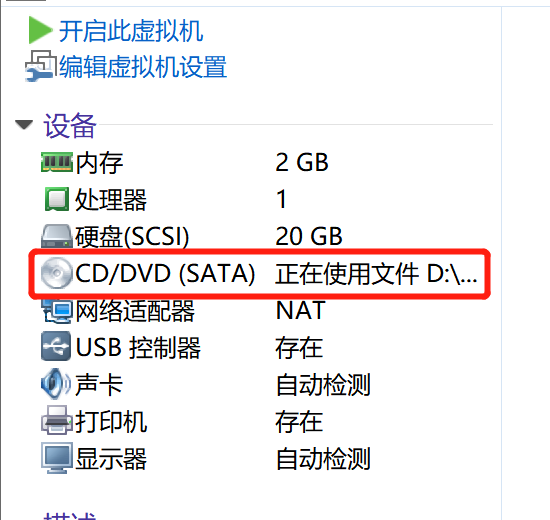 开启此虚拟机
编辑虚拟机设置
设备
内存 2 GB
处理器 1
硬盘(SCSI) 20 GB
CD/DVD (SATA) 正在使用文件 D:\...
网络适配器 NAT
USB 控制器 存在
声卡 自动检测
打印机 存在
显示器 自动检测
描述